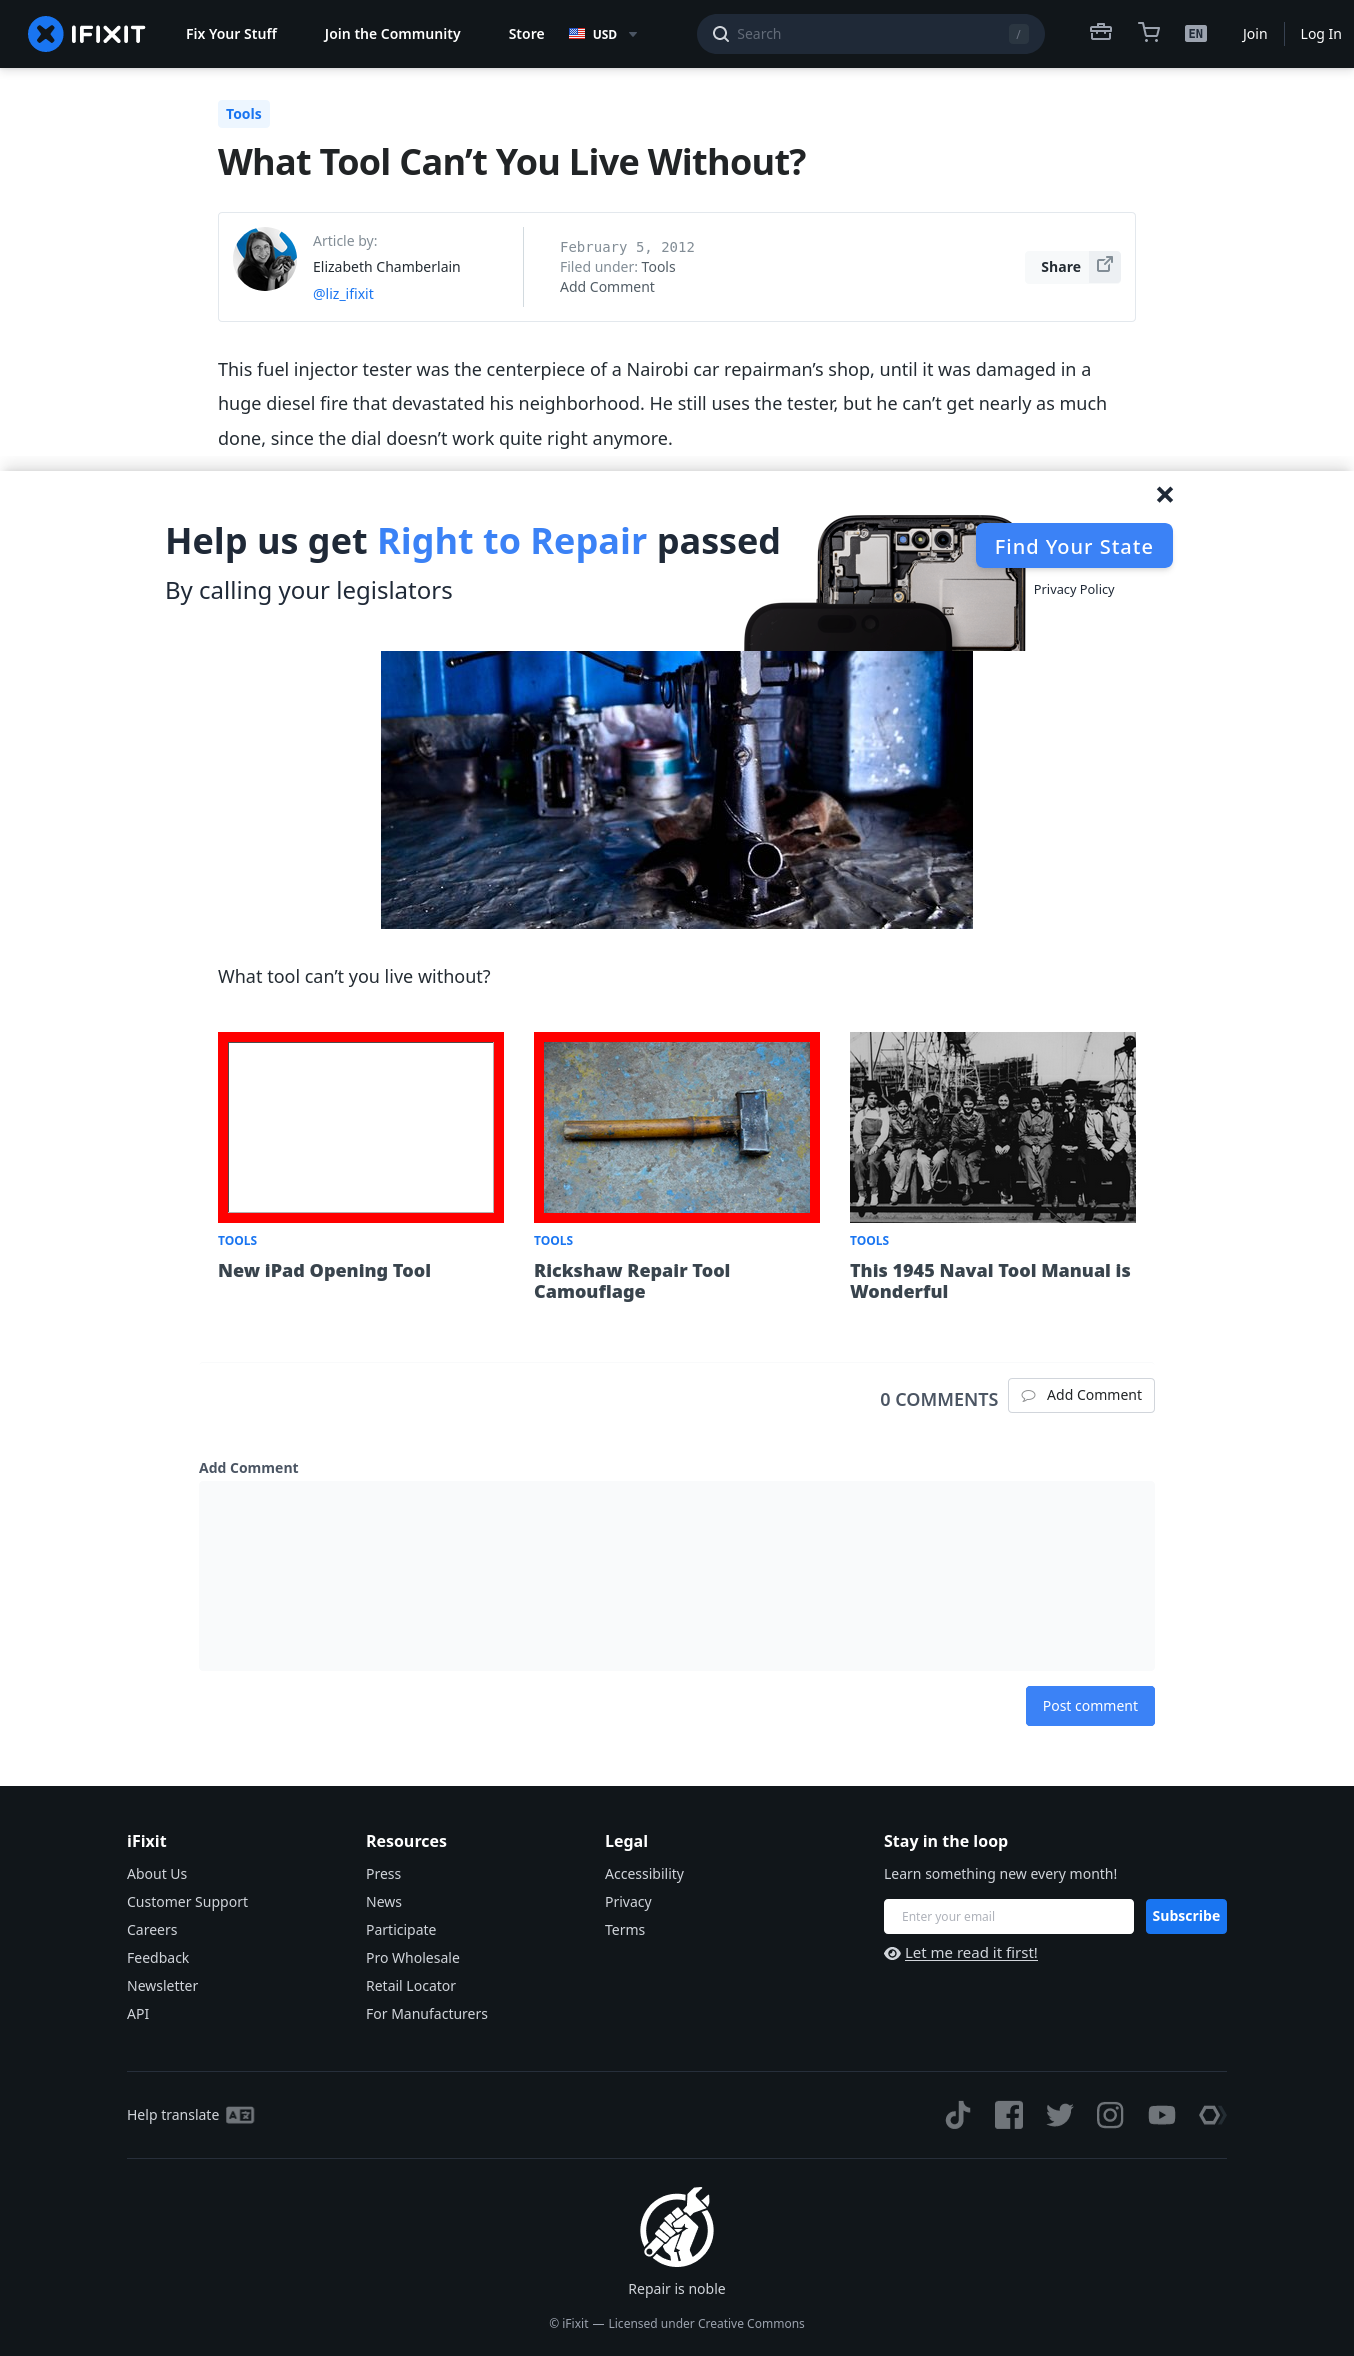 IFIXIT
Fix Your Stuff
Join the Community
Store
USD
Search
/
EN
Join
Log In
Tools
What Tool Can’t You Live Without?
Article by:
Elizabeth Chamberlain
@liz_ifixit
February 5, 2012
Filed under: Tools
Add Comment
Share
This fuel injector tester was the centerpiece of a Nairobi car repairman’s shop, until it was damaged in a
huge diesel fire that devastated his neighborhood. He still uses the tester, but he can’t get nearly as much
done, since the dial doesn’t work quite right anymore.
Help us get Right to Repair passed
By calling your legislators
Find Your State
Privacy Policy
What tool can’t you live without?
TOOLS
New iPad Opening Tool
TOOLS
Rickshaw Repair Tool
Camouflage
TOOLS
This 1945 Naval Tool Manual is
Wonderful
0 COMMENTS
Add Comment
Add Comment
Post comment
iFixit
About Us
Customer Support
Careers
Feedback
Newsletter
API
Resources
Press
News
Participate
Pro Wholesale
Retail Locator
For Manufacturers
Legal
Accessibility
Privacy
Terms
Stay in the loop
Learn something new every month!
Enter your email
Subscribe
Let me read it first!
Help translate
Repair is noble
© iFixit — Licensed under Creative Commons